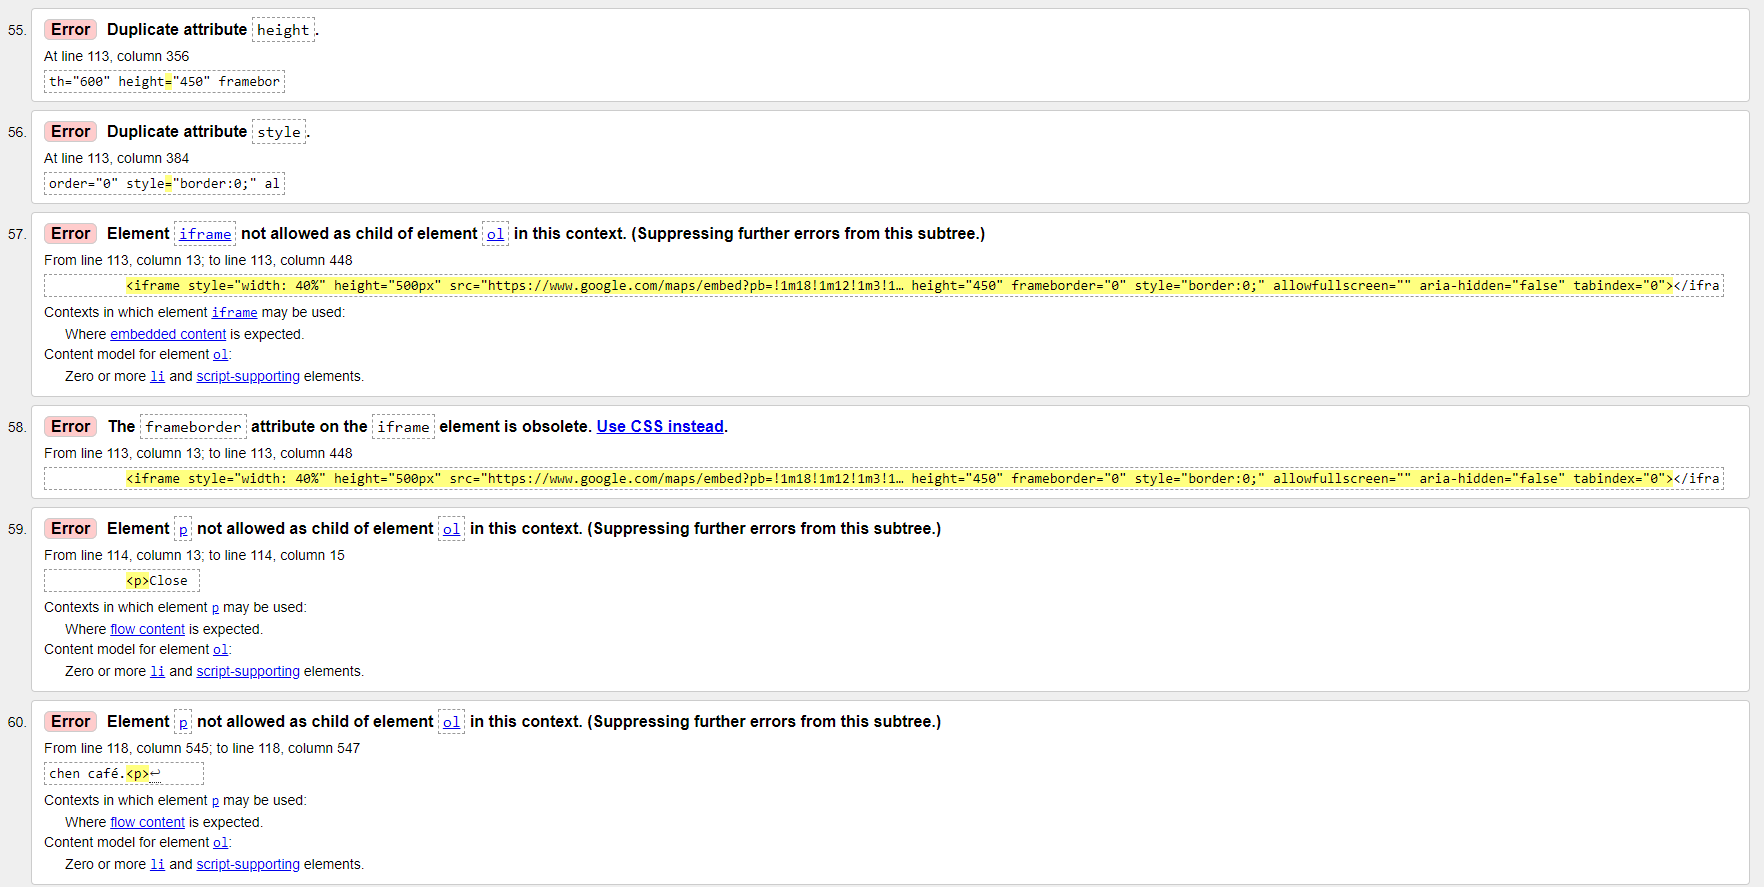 55. Error Duplicate attribute height.
At line 113, column 356
th="600" height="450" framebor
56. Error Duplicate attribute style.
At line 113, column 384
order="0" style="border:0;" al
57. Error Element iframe not allowed as child of element ol in this context. (Suppressing further errors from this subtree.)
From line 113, column 13; to line 113, column 448
<iframe style="width: 40%" height="500px" src="https://www.google.com/maps/embed?pb=!1m18!1m12!1m3!1… height="450" frameborder="0" style="border:0;" allowfullscreen="" aria-hidden="false" tabindex="0"></ifra
Contexts in which element iframe may be used:
Where embedded content is expected.
Content model for element ol:
Zero or more li and script-supporting elements.
58. Error The frameborder attribute on the iframe element is obsolete. Use CSS instead.
From line 113, column 13; to line 113, column 448
<iframe style="width: 40%" height="500px" src="https://www.google.com/maps/embed?pb=!1m18!1m12!1m3!1… height="450" frameborder="0" style="border:0;" allowfullscreen="" aria-hidden="false" tabindex="0"></ifra
59. Error Element p not allowed as child of element ol in this context. (Suppressing further errors from this subtree.)
From line 114, column 13; to line 114, column 15
<p>Close
Contexts in which element p may be used:
Where flow content is expected.
Content model for element ol:
Zero or more li and script-supporting elements.
60. Error Element p not allowed as child of element ol in this context. (Suppressing further errors from this subtree.)
From line 118, column 545; to line 118, column 547
chen café.<p>↩
Contexts in which element p may be used:
Where flow content is expected.
Content model for element ol:
Zero or more li and script-supporting elements.